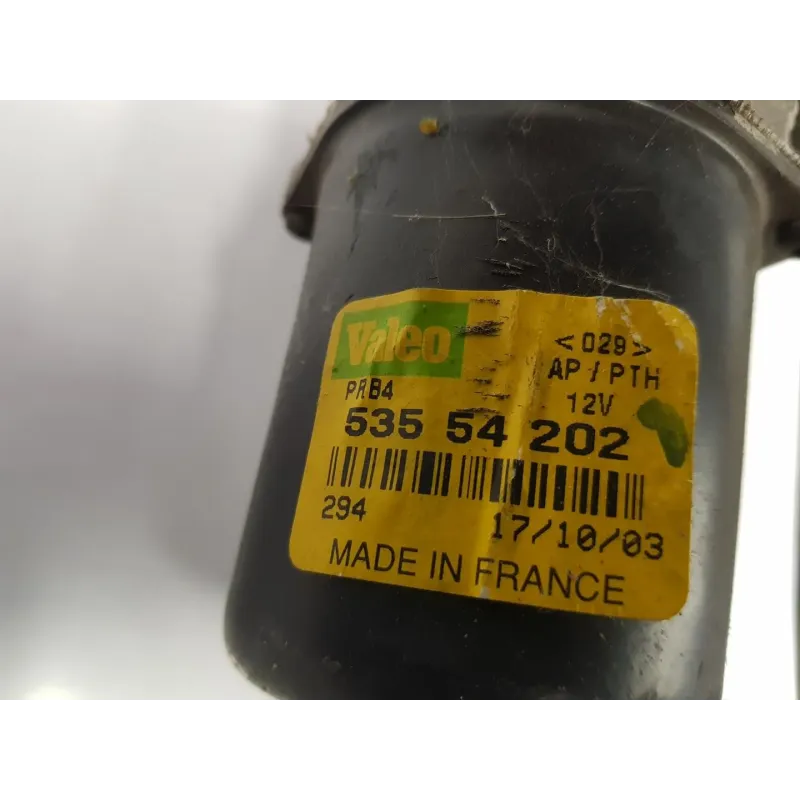 Valeo
<029>
AP/PTH
PRB4
12V
535 54 202
294
17/10/03
MADE IN FRANCE